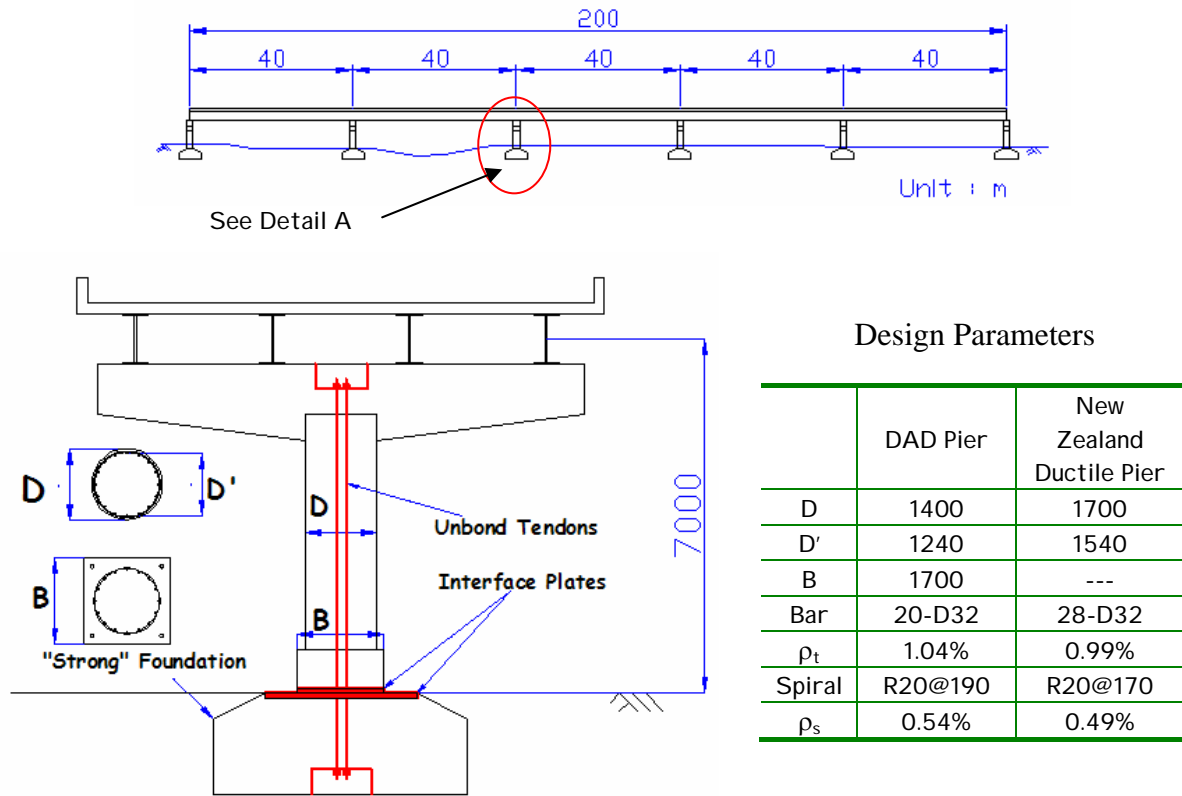 200
40 40 40 40 40
Unit : m
See Detail A
D D'
B
D
B
Unbond Tendons
Interface Plates
"Strong" Foundation
7000
Design Parameters
DAD Pier New Zealand Ductile Pier
D 1400 1700
D' 1240 1540
B 1700 ---
Bar 20-D32 28-D32
ρt 1.04% 0.99%
Spiral R20@190 R20@170
ρs 0.54% 0.49%